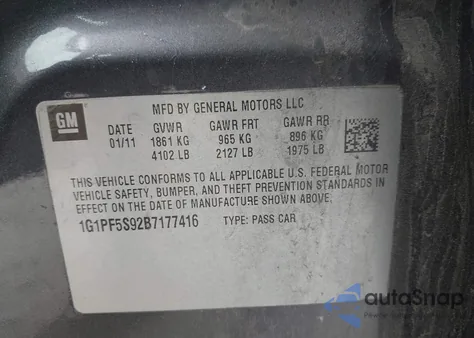 GM
MFD BY GENERAL MOTORS LLC
DATE GVWR GAWR FRT GAWR RR
01/11 1861 KG 965 KG 896 KG
4102 LB 2127 LB 1975 LB
THIS VEHICLE CONFORMS TO ALL APPLICABLE U.S. FEDERAL MOTOR
VEHICLE SAFETY, BUMPER, AND THEFT PREVENTION STANDARDS IN
EFFECT ON THE DATE OF MANUFACTURE SHOWN ABOVE.
1G1PF5S92B7177416 TYPE: PASS CAR
autoSnap